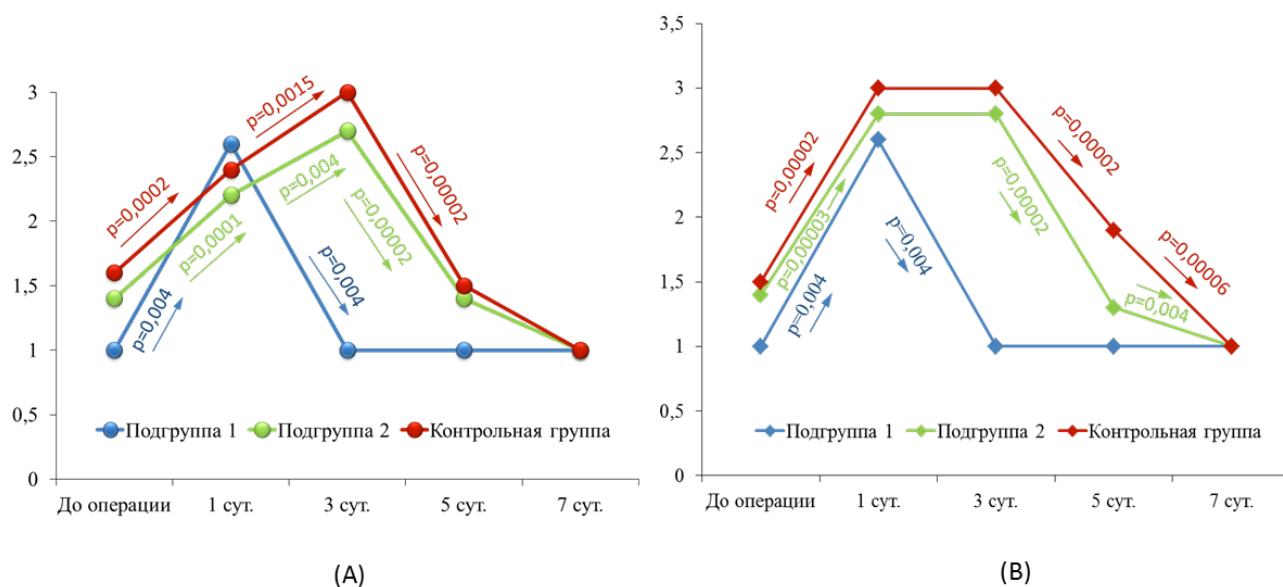 3
2,5
2
1,5
1
0,5
0
p=0,0002
p=0,0015
p=0,0001
p=0,004
p=0,00002
p=0,00002
p=0,004
p=0,004
Подгруппа 1
Подгруппа 2
Контрольная группа
До операции
1 сут.
3 сут.
5 сут.
7 сут.
(А)
3,5
3
2,5
2
1,5
1
0,5
0
p=0,00002
p=0,00003
p=0,004
p=0,004
p=0,00002
p=0,00002
p=0,00006
p=0,004
Подгруппа 1
Подгруппа 2
Контрольная группа
До операции
1 сут.
3 сут.
5 сут.
7 сут.
(В)